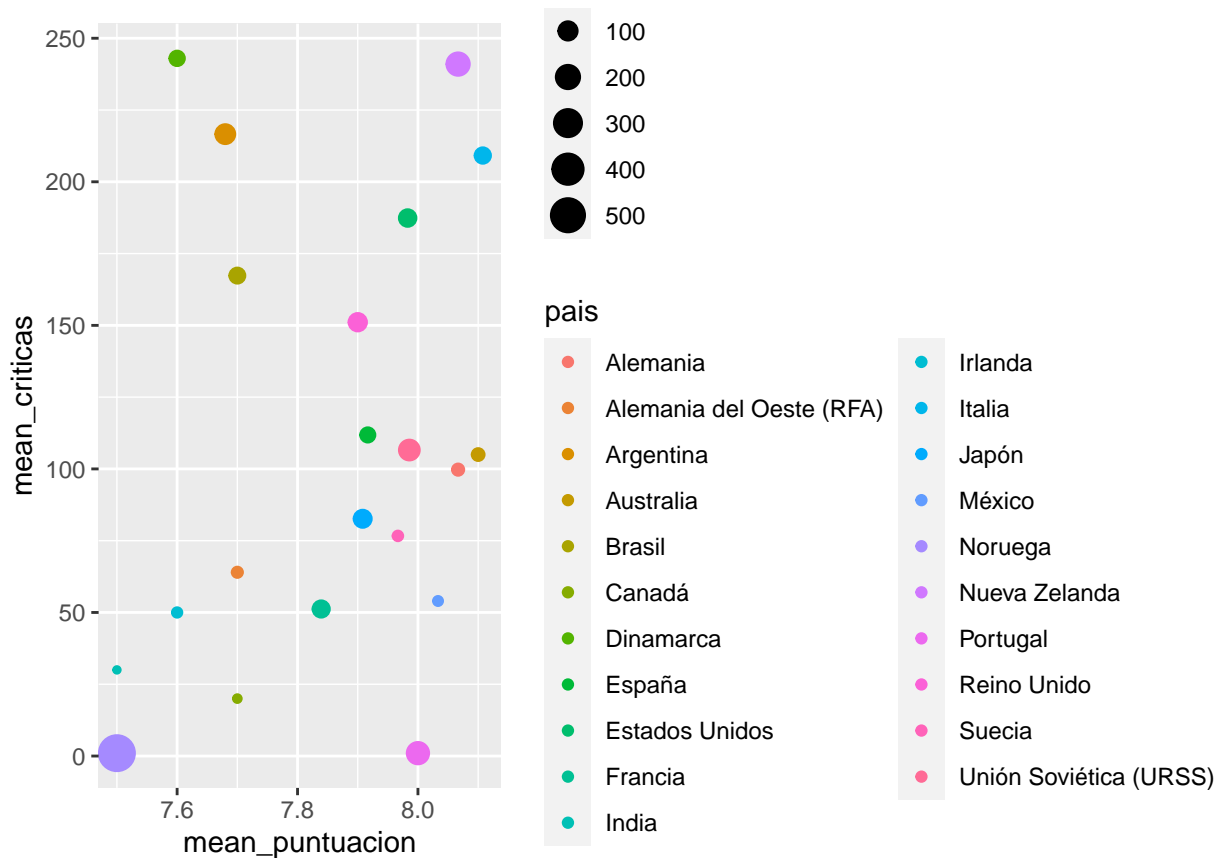 250
200
150
100
50
0
mean_criticas
7.6
7.8
8.0
mean_puntuacion
100
200
300
400
500
pais
Alemania
Alemania del Oeste (RFA)
Argentina
Australia
Brasil
Canadá
Dinamarca
España
Estados Unidos
Francia
India
Irlanda
Italia
Japón
México
Noruega
Nueva Zelanda
Portugal
Reino Unido
Suecia
Unión Soviética (URSS)